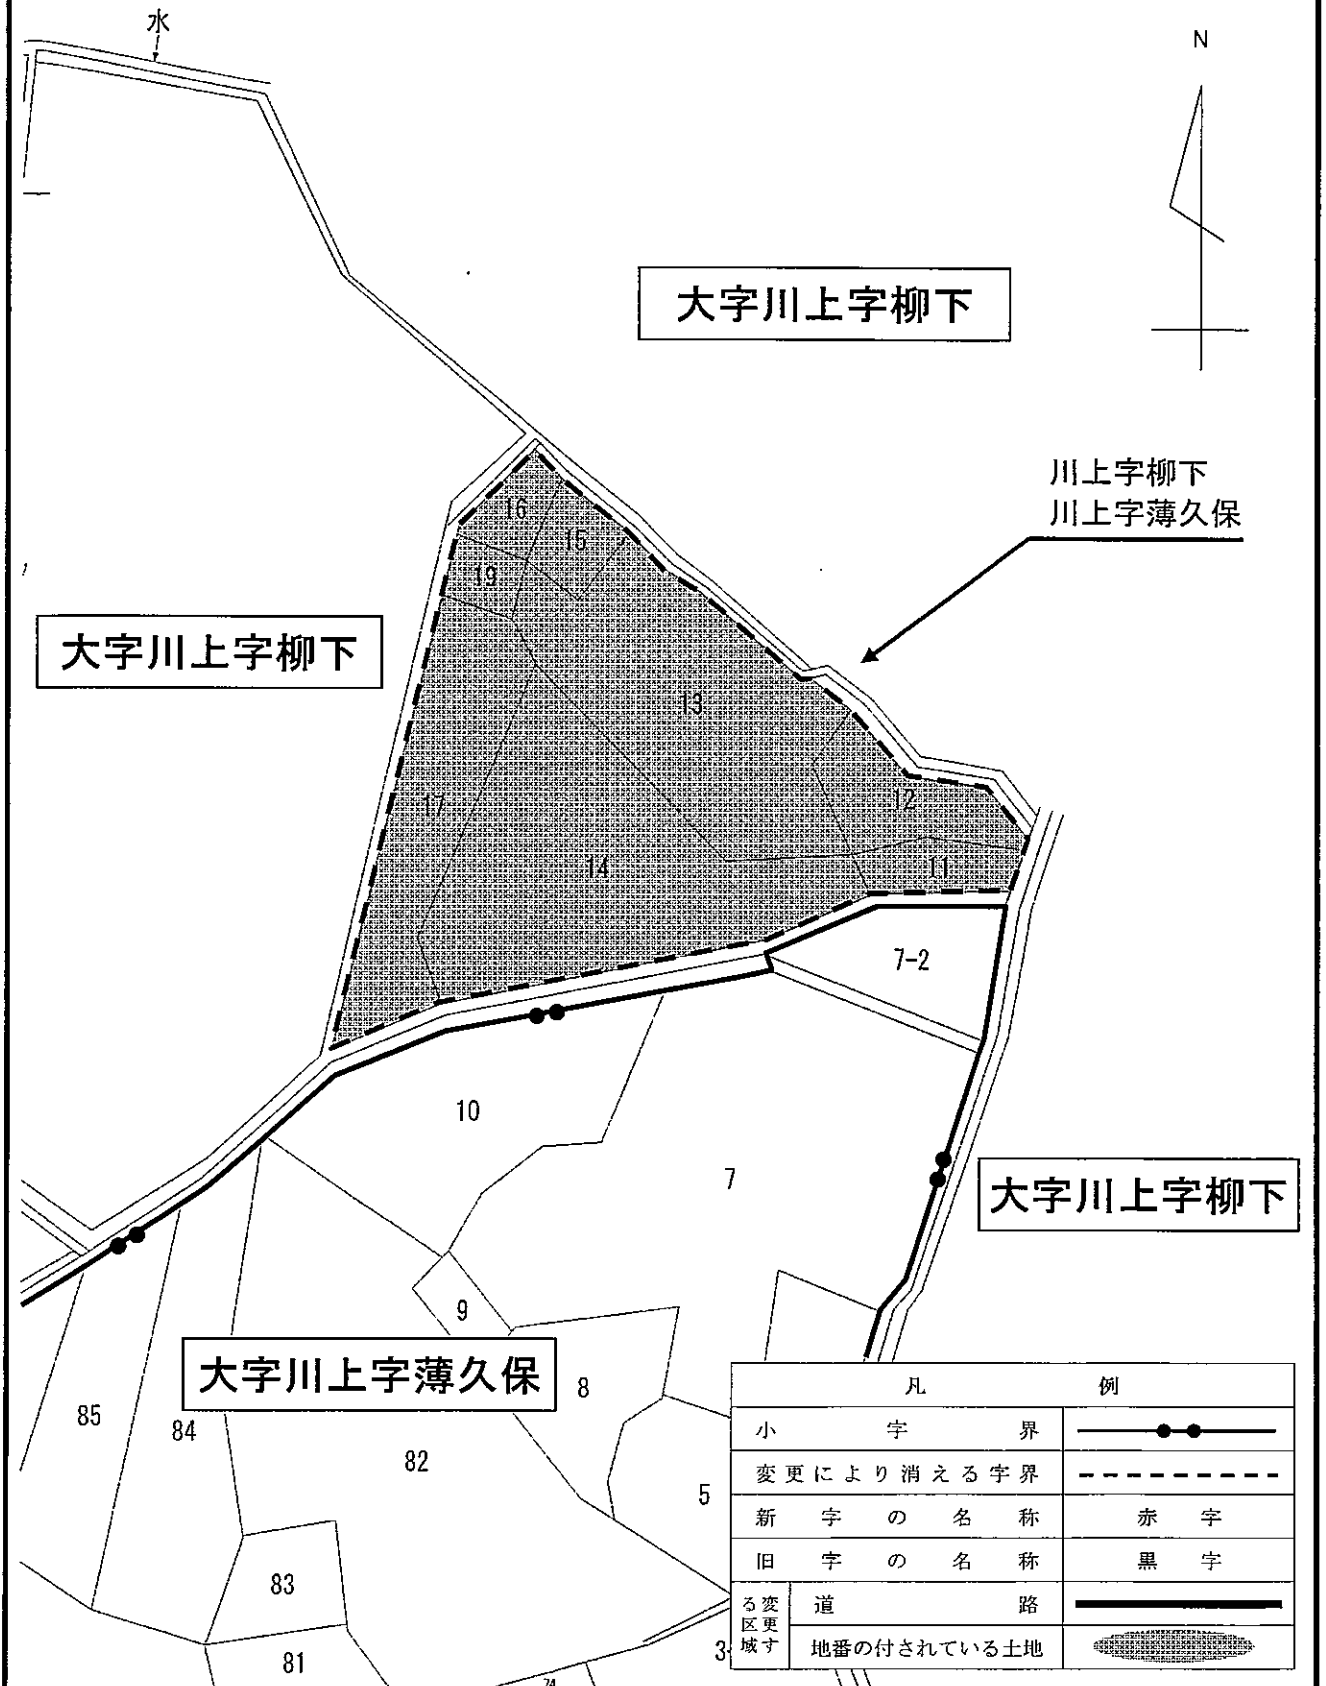 水
N
大字川上字柳下
川上字柳下
川上字薄久保
16
15
19
大字川上字柳下
13
17
12
14
11
7-2
10
7
大字川上字柳下
9
大字川上字薄久保
8
85
84
82
5
83
81
3
74
凡 例
小 字 界
変更により消える字界
新 字 の 名 称 赤 字
旧 字 の 名 称 黒 字
変更する区域
道 路
地番の付されている土地